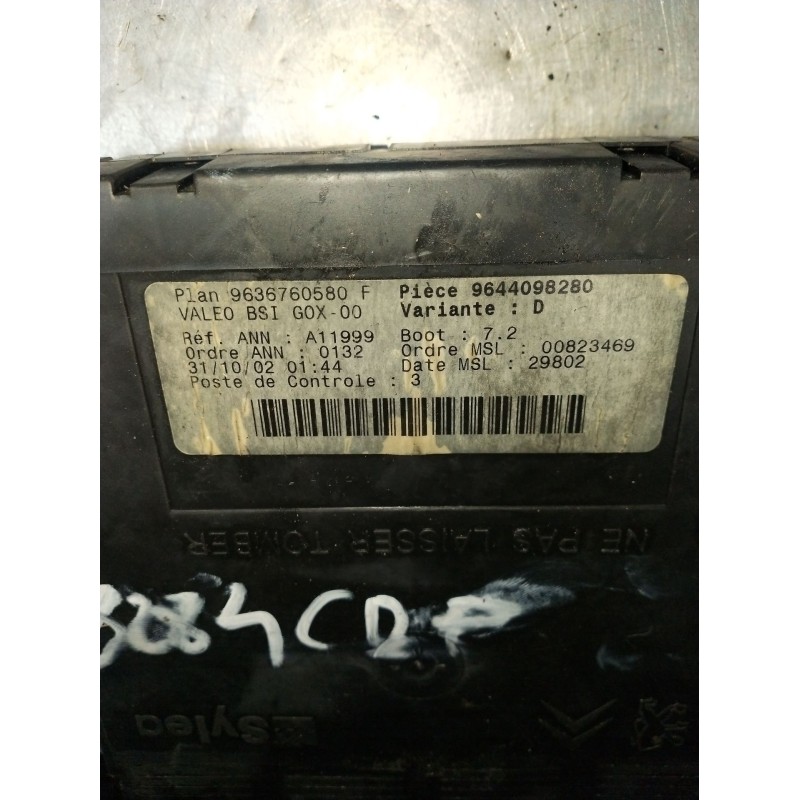 Plan 9636760580 F Pièce 9644098280
VALEO BSI GOX-00 Variante : D
Réf. ANN : A11999 Boot : 7.2
Ordre ANN : 0132 Ordre MSL : 00823469
31/10/02 01:44 Date MSL : 29802
Poste de Controle : 3
NE PAS LAISSER TOMBER
Sylea